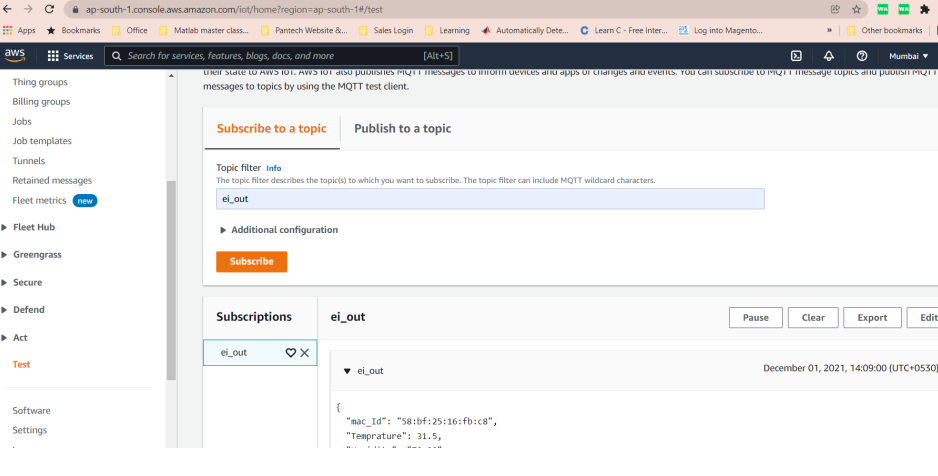 ap-south-1.console.aws.amazon.com/iot/home?region=ap-south-1#/test
WA WA
Apps Bookmarks Office Matlab master class... Pantech Website &... Sales Login Learning Automatically Dete... Learn C - Free Inter... Log into Magento... » Other bookmarks
aws Services Search for services, features, blogs, docs, and more [Alt+S] Mumbai
their state to AWS IoT. AWS IoT also publishes MQTT messages to inform devices and apps of changes and events. You can subscribe to MQTT message topics and publish MQTT
messages to topics by using the MQTT test client.
Thing groups
Billing groups
Jobs
Job templates
Tunnels
Retained messages
Fleet metrics new
Fleet Hub
Greengrass
Secure
Defend
Act
Test
Software
Settings
Subscribe to a topic Publish to a topic
Topic filter Info
The topic filter describes the topic(s) to which you want to subscribe. The topic filter can include MQTT wildcard characters.
ei_out
Additional configuration
Subscribe
Subscriptions
ei_out
ei_out Pause Clear Export Edit
ei_out December 01, 2021, 14:09:00 (UTC+0530)
{
"mac_Id": "58:bf:25:16:fb:c8",
"Temprature": 31.5,